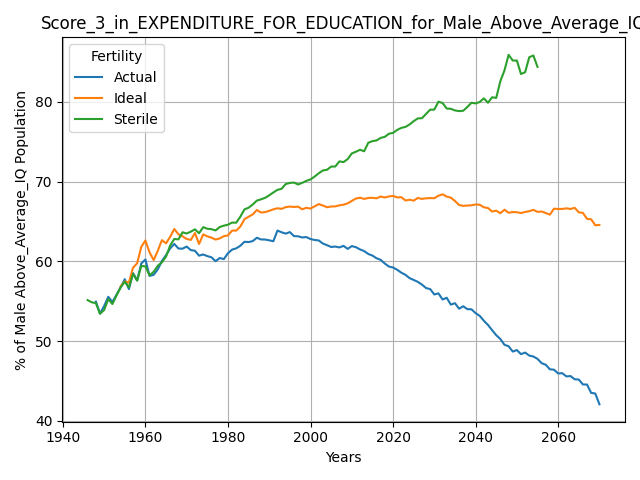 Score_3_in_EXPENDITURE_FOR_EDUCATION_for_Male_Above_Average_IQ
Fertility
Actual
Ideal
Sterile
% of Male Above_Average_IQ Population
80
70
60
50
40
1940 1960 1980 2000 2020 2040 2060
Years